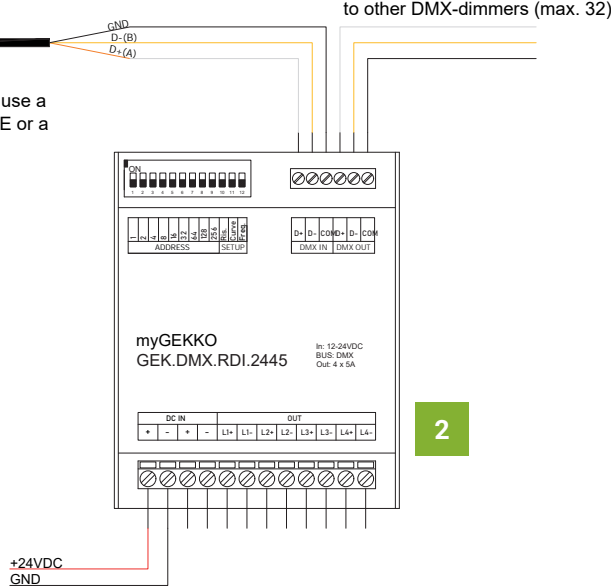 to other DMX-dimmers (max. 32)
GND
D-(B)
D+(A)
use a
E or a
ON
1 2 3 4 5 6 7 8 9 10 11 12
1 2 4 8 16 32 64 128 256 Ris. Curve Freq.
ADDRESS SETUP
D+ D- COM D+ D- COM
DMX IN DMX OUT
myGEKKO
GEK.DMX.RDI.2445
In: 12-24VDC
BUS: DMX
Out: 4 x 5A
2
DC IN OUT
+ - + - L1+ L1- L2+ L2- L3+ L3- L4+ L4-
+24VDC
GND